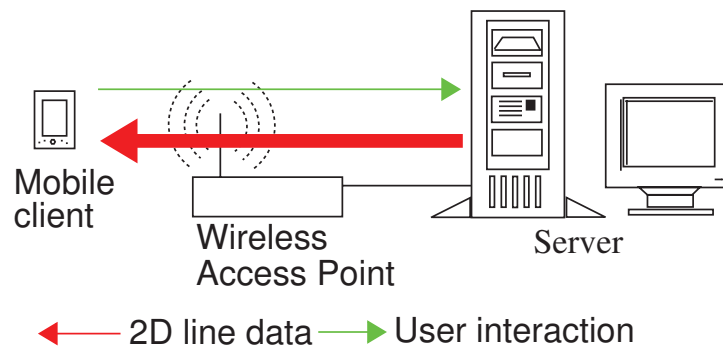 Mobile
client
Wireless
Access Point
Server
2D line data
User interaction